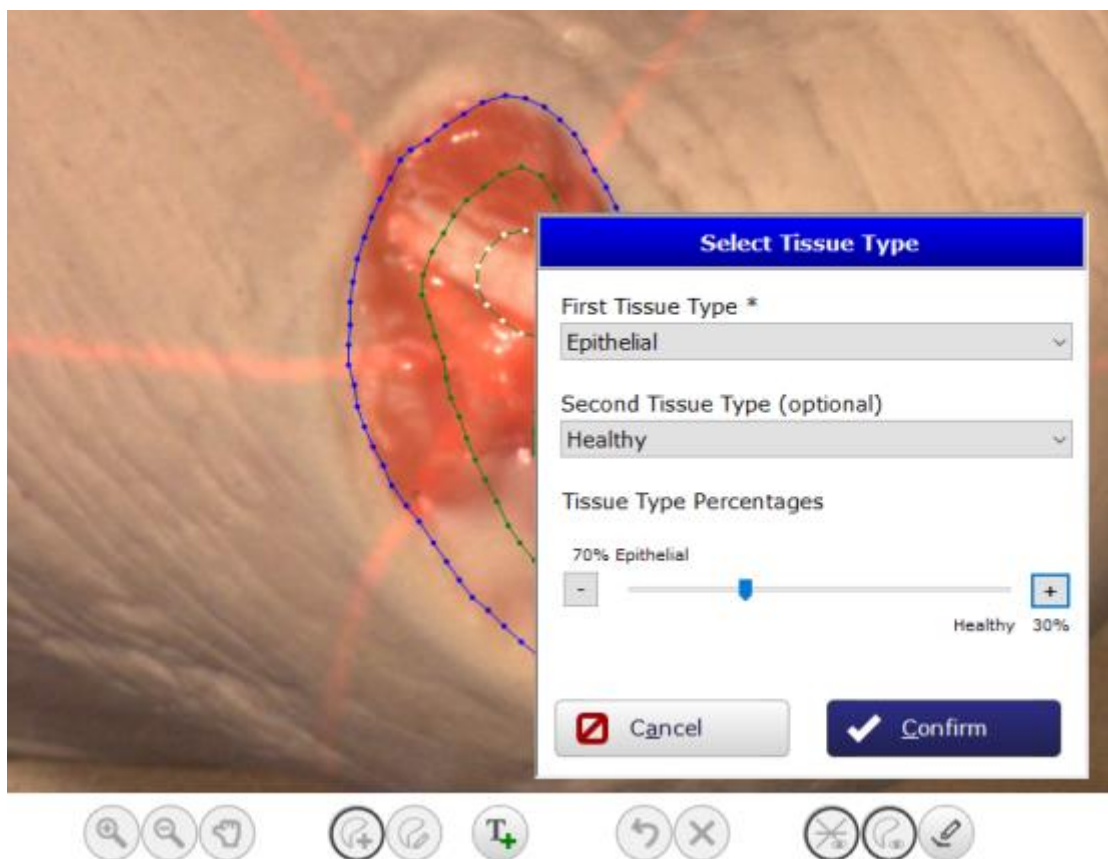 Select Tissue Type
First Tissue Type *
Epithelial
Second Tissue Type (optional)
Healthy
Tissue Type Percentages
70% Epithelial
- +
Healthy 30%
Cancel Confirm
T+